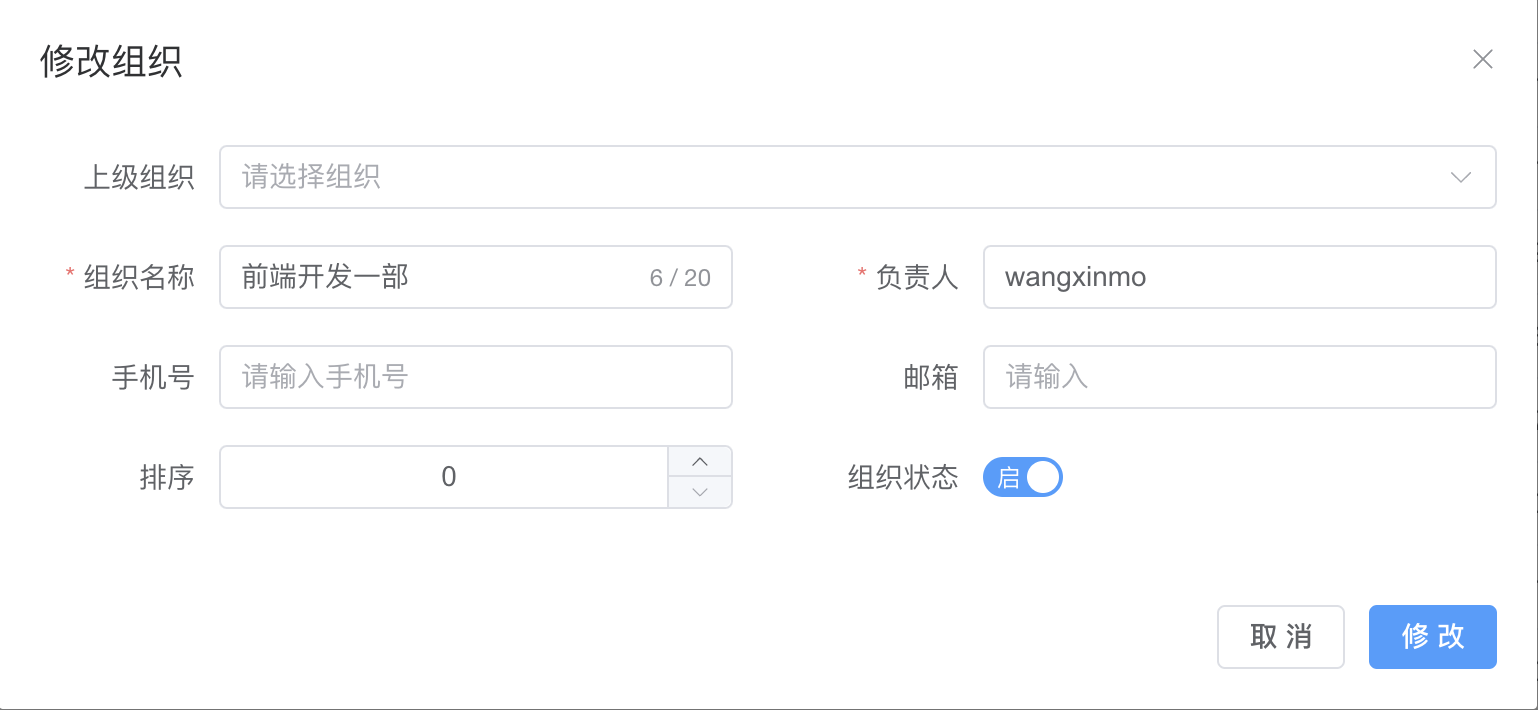 修改组织
上级组织 请选择组织
* 组织名称 前端开发一部 6 / 20 * 负责人 wangxinmo
手机号 请输入手机号 邮箱 请输入
排序 0 组织状态 启
取消 修改